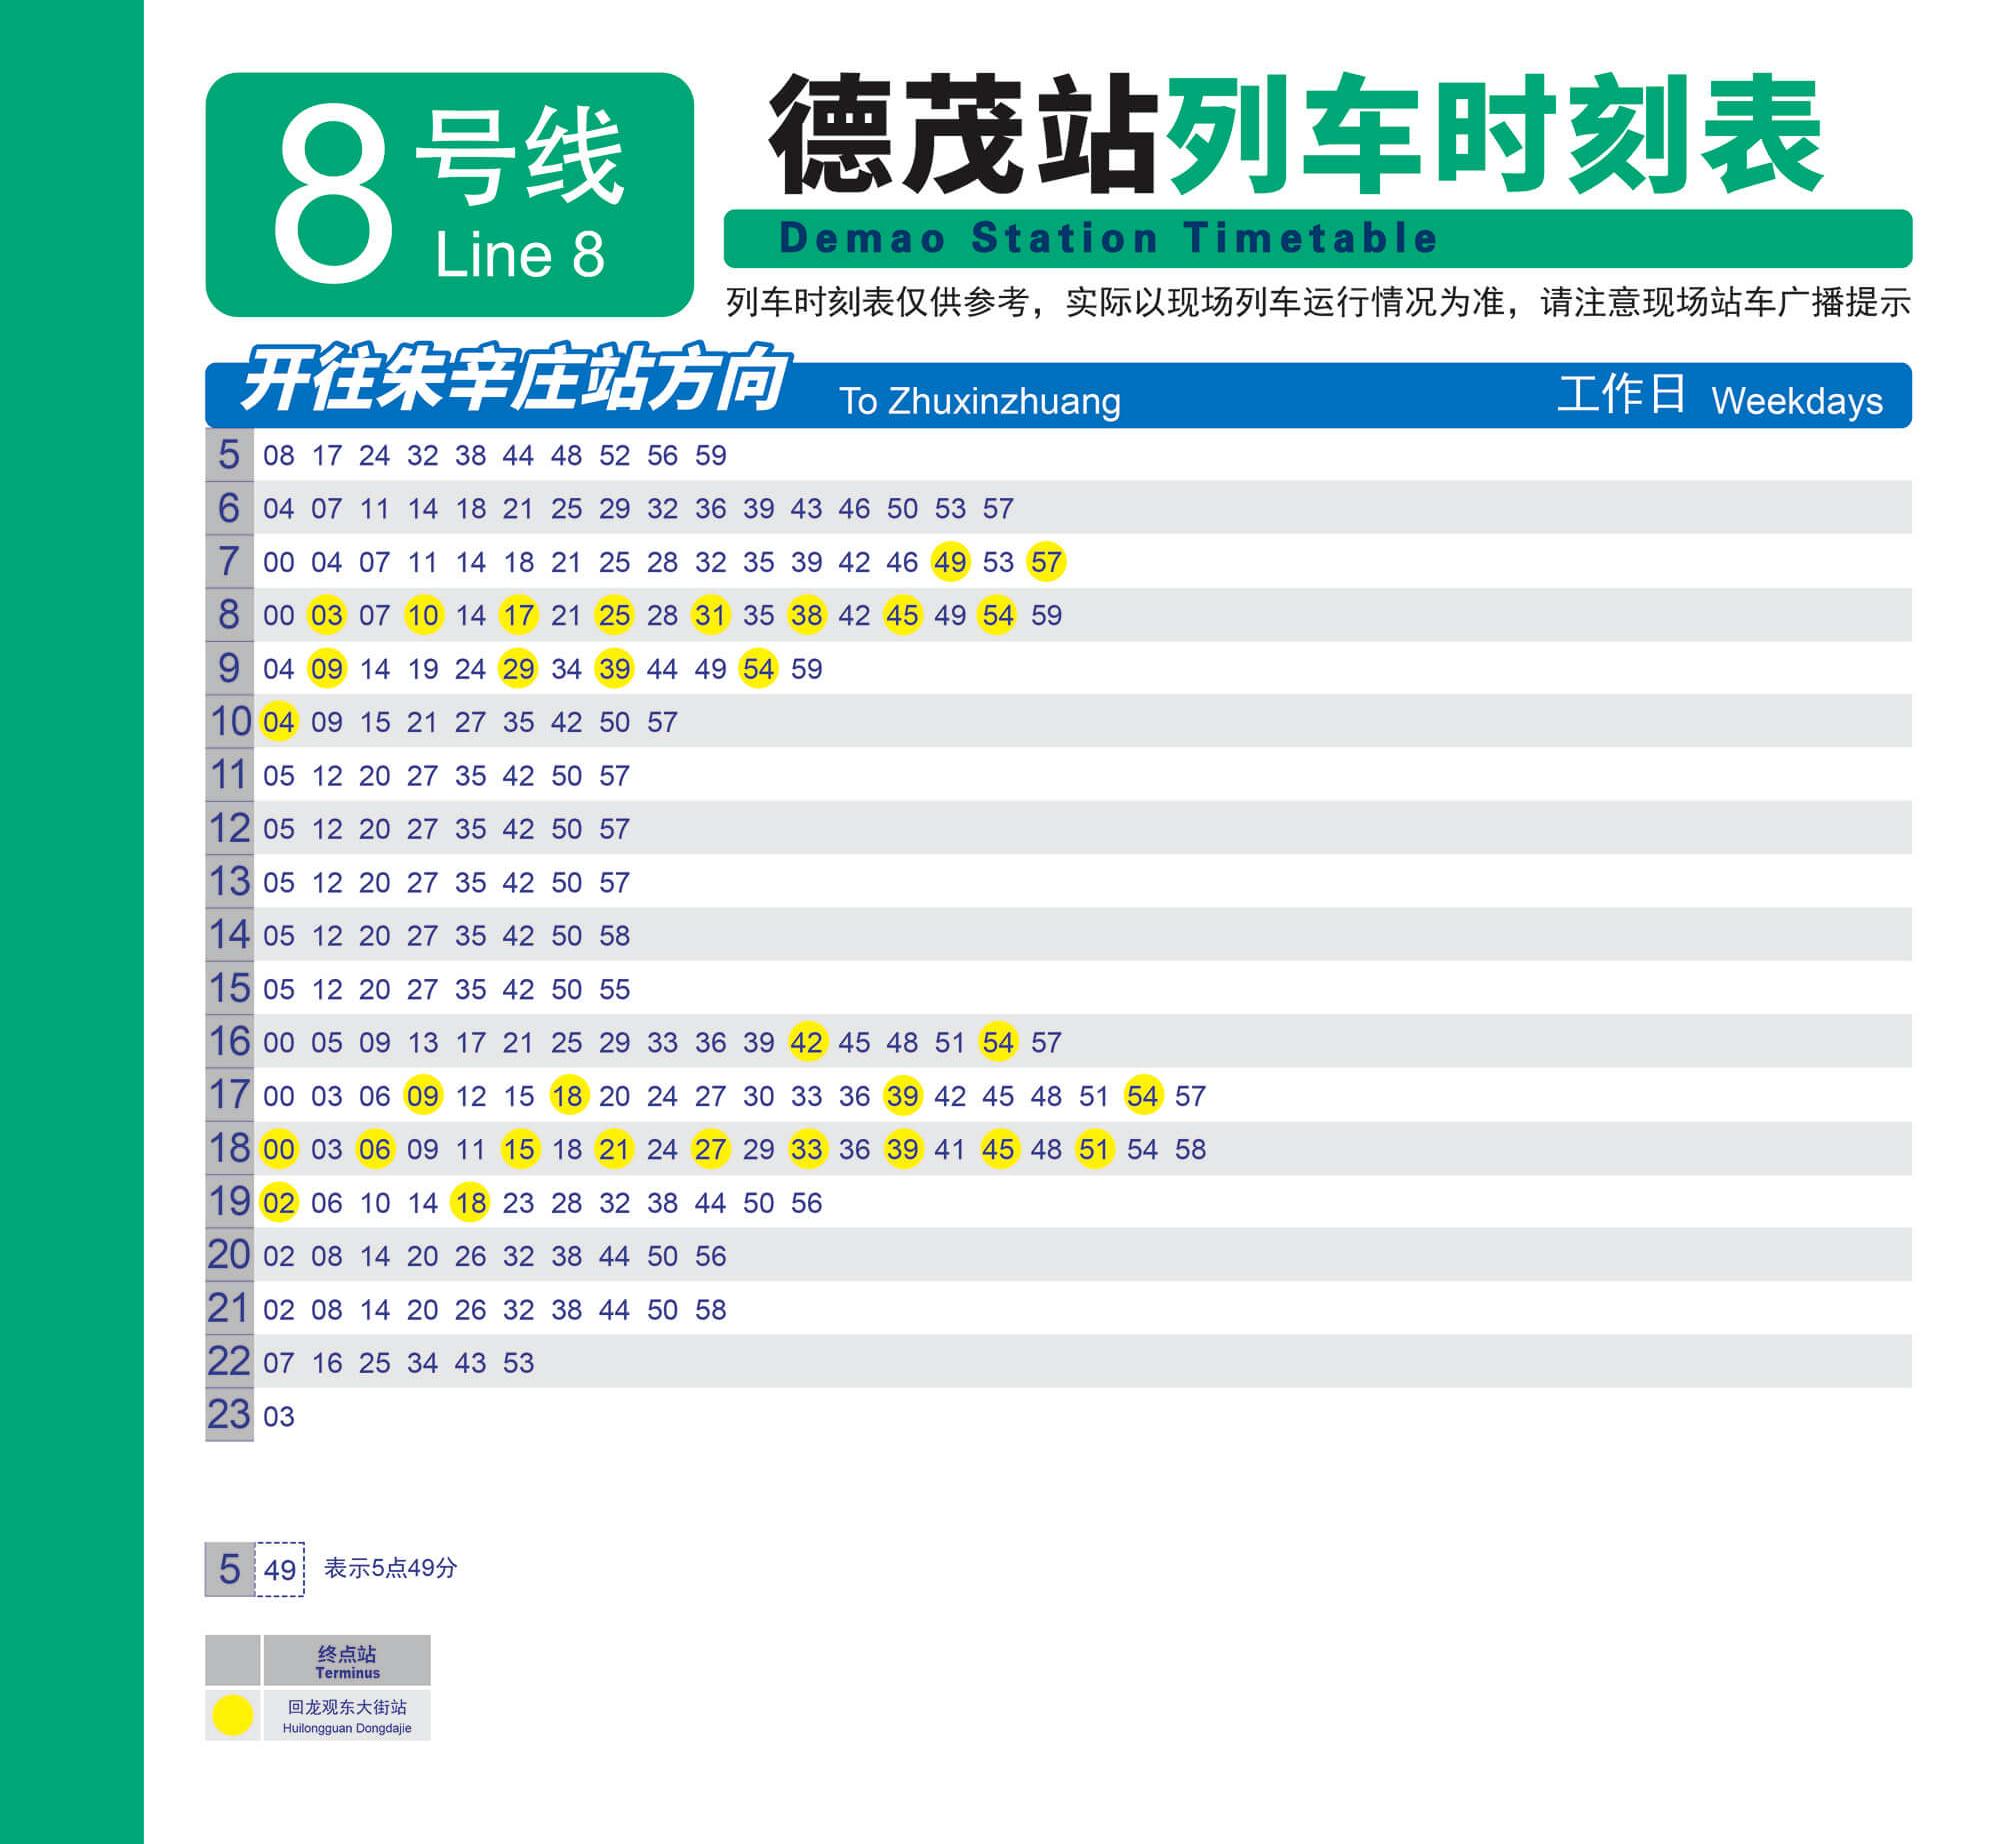 8号线
Line 8
德茂站列车时刻表
Demao Station Timetable
列车时刻表仅供参考，实际以现场列车运行情况为准，请注意现场站车广播提示
开往朱辛庄站方向 To Zhuxinzhuang 工作日 Weekdays
5 08 17 24 32 38 44 48 52 56 59
6 04 07 11 14 18 21 25 29 32 36 39 43 46 50 53 57
7 00 04 07 11 14 18 21 25 28 32 35 39 42 46 49 53 57
8 00 03 07 10 14 17 21 25 28 31 35 38 42 45 49 54 59
9 04 09 14 19 24 29 34 39 44 49 54 59
10 04 09 15 21 27 35 42 50 57
11 05 12 20 27 35 42 50 57
12 05 12 20 27 35 42 50 57
13 05 12 20 27 35 42 50 57
14 05 12 20 27 35 42 50 58
15 05 12 20 27 35 42 50 55
16 00 05 09 13 17 21 25 29 33 36 39 42 45 48 51 54 57
17 00 03 06 09 12 15 18 20 24 27 30 33 36 39 42 45 48 51 54 57
18 00 03 06 09 11 15 18 21 24 27 29 33 36 39 41 45 48 51 54 58
19 02 06 10 14 18 23 28 32 38 44 50 56
20 02 08 14 20 26 32 38 44 50 56
21 02 08 14 20 26 32 38 44 50 58
22 07 16 25 34 43 53
23 03
5 49 表示5点49分
终点站
Terminus
回龙观东大街站
Huilongguan Dongdajie